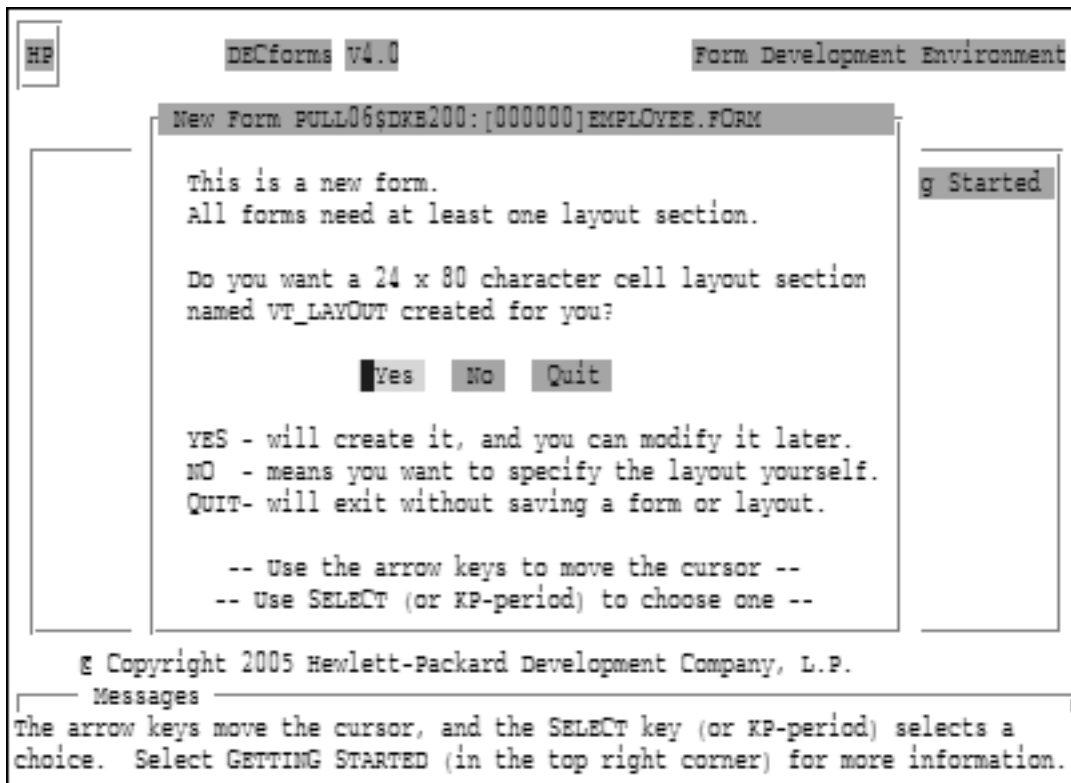 HP DECforms V4.0 Form Development Environment
New Form PULL06$DKB200:[000000]EMPLOYEE.FORM
This is a new form.
g Started
All forms need at least one layout section.
Do you want a 24 x 80 character cell layout section
named VT_LAYOUT created for you?
Yes No Quit
YES - will create it, and you can modify it later.
NO - means you want to specify the layout yourself.
QUIT- will exit without saving a form or layout.
-- Use the arrow keys to move the cursor --
-- Use SELECT (or KP-period) to choose one --
Copyright 2005 Hewlett-Packard Development Company, L.P.
Messages
The arrow keys move the cursor, and the SELECT key (or KP-period) selects a
choice. Select GETTING STARTED (in the top right corner) for more information.